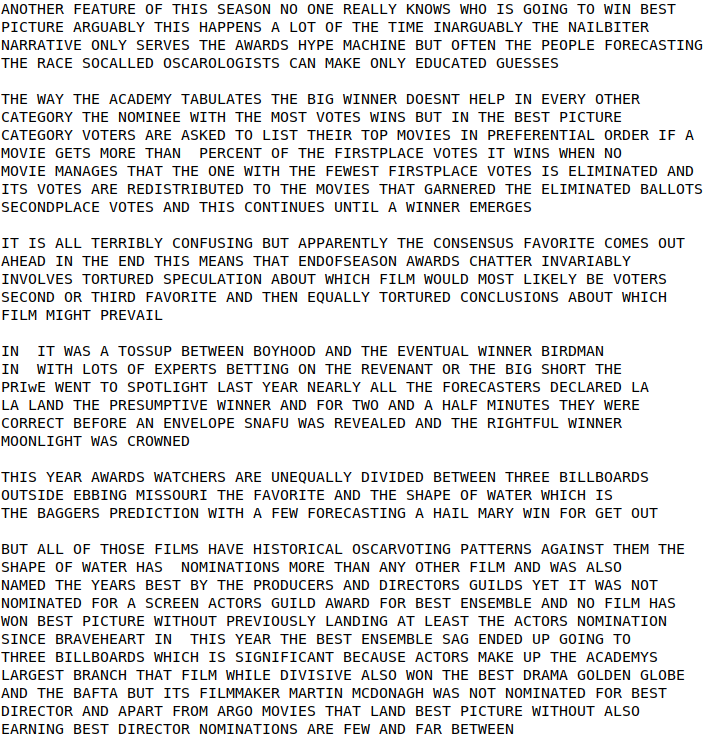 ANOTHER FEATURE OF THIS SEASON NO ONE REALLY KNOWS WHO IS GOING TO WIN BEST
PICTURE ARGUABLY THIS HAPPENS A LOT OF THE TIME INARGUABLY THE NAILBITER
NARRATIVE ONLY SERVES THE AWARDS HYPE MACHINE BUT OFTEN THE PEOPLE FORECASTING
THE RACE SOCALLED OSCAROLOGISTS CAN MAKE ONLY EDUCATED GUESSES

THE WAY THE ACADEMY TABULATES THE BIG WINNER DOESNT HELP IN EVERY OTHER
CATEGORY THE NOMINEE WITH THE MOST VOTES WINS BUT IN THE BEST PICTURE
CATEGORY VOTERS ARE ASKED TO LIST THEIR TOP MOVIES IN PREFERENTIAL ORDER IF A
MOVIE GETS MORE THAN  PERCENT OF THE FIRSTPLACE VOTES IT WINS WHEN NO
MOVIE MANAGES THAT THE ONE WITH THE FEWEST FIRSTPLACE VOTES IS ELIMINATED AND
ITS VOTES ARE REDISTRIBUTED TO THE MOVIES THAT GARNERED THE ELIMINATED BALLOTS
SECONDPLACE VOTES AND THIS CONTINUES UNTIL A WINNER EMERGES

IT IS ALL TERRIBLY CONFUSING BUT APPARENTLY THE CONSENSUS FAVORITE COMES OUT
AHEAD IN THE END THIS MEANS THAT ENDOFSEASON AWARDS CHATTER INVARIABLY
INVOLVES TORTURED SPECULATION ABOUT WHICH FILM WOULD MOST LIKELY BE VOTERS
SECOND OR THIRD FAVORITE AND THEN EQUALLY TORTURED CONCLUSIONS ABOUT WHICH
FILM MIGHT PREVAIL

IN  IT WAS A TOSSUP BETWEEN BOYHOOD AND THE EVENTUAL WINNER BIRDMAN
IN  WITH LOTS OF EXPERTS BETTING ON THE REVENANT OR THE BIG SHORT THE
PRIwE WENT TO SPOTLIGHT LAST YEAR NEARLY ALL THE FORECASTERS DECLARED LA
LA LAND THE PRESUMPTIVE WINNER AND FOR TWO AND A HALF MINUTES THEY WERE
CORRECT BEFORE AN ENVELOPE SNAFU WAS REVEALED AND THE RIGHTFUL WINNER
MOONLIGHT WAS CROWNED

THIS YEAR AWARDS WATCHERS ARE UNEQUALLY DIVIDED BETWEEN THREE BILLBOARDS
OUTSIDE EBBING MISSOURI THE FAVORITE AND THE SHAPE OF WATER WHICH IS
THE BAGGERS PREDICTION WITH A FEW FORECASTING A HAIL MARY WIN FOR GET OUT

BUT ALL OF THOSE FILMS HAVE HISTORICAL OSCARVOTING PATTERNS AGAINST THEM THE
SHAPE OF WATER HAS  NOMINATIONS MORE THAN ANY OTHER FILM AND WAS ALSO
NAMED THE YEARS BEST BY THE PRODUCERS AND DIRECTORS GUILDS YET IT WAS NOT
NOMINATED FOR A SCREEN ACTORS GUILD AWARD FOR BEST ENSEMBLE AND NO FILM HAS
WON BEST PICTURE WITHOUT PREVIOUSLY LANDING AT LEAST THE ACTORS NOMINATION
SINCE BRAVEHEART IN  THIS YEAR THE BEST ENSEMBLE SAG ENDED UP GOING TO
THREE BILLBOARDS WHICH IS SIGNIFICANT BECAUSE ACTORS MAKE UP THE ACADEMYS
LARGEST BRANCH THAT FILM WHILE DIVISIVE ALSO WON THE BEST DRAMA GOLDEN GLOBE
AND THE BAFTA BUT ITS FILMMAKER MARTIN MCDONAGH WAS NOT NOMINATED FOR BEST
DIRECTOR AND APART FROM ARGO MOVIES THAT LAND BEST PICTURE WITHOUT ALSO
EARNING BEST DIRECTOR NOMINATIONS ARE FEW AND FAR BETWEEN